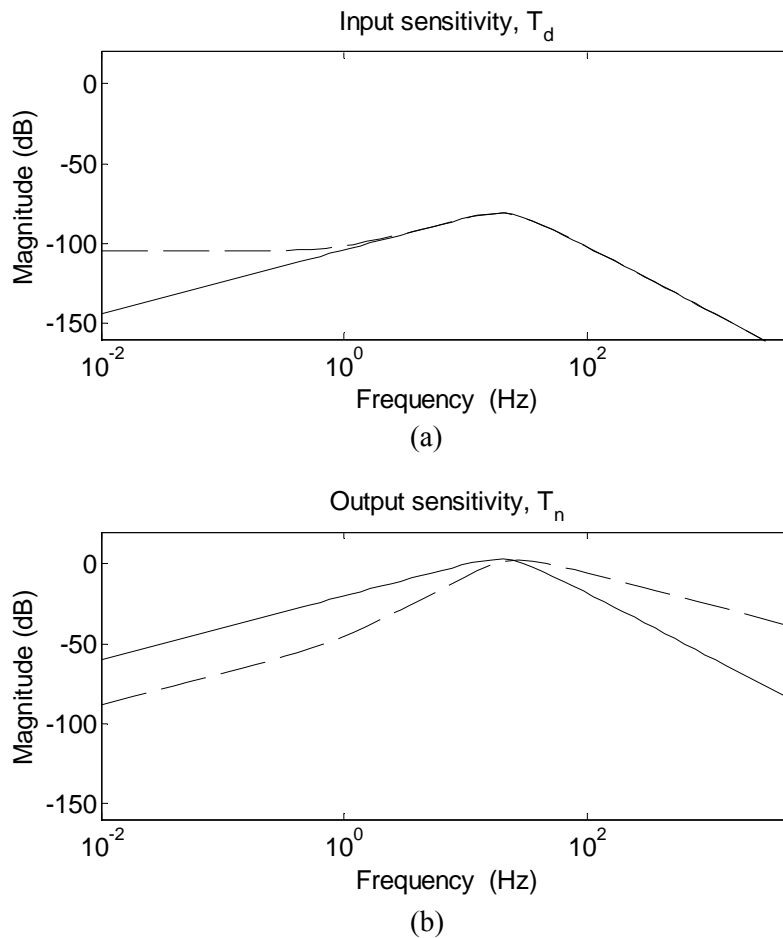 Input sensitivity, T_d
0
-50
-100
-150
Magnitude (dB)
10^-2
10^0
10^2
Frequency (Hz)
(a)
Output sensitivity, T_n
0
-50
-100
-150
Magnitude (dB)
10^-2
10^0
10^2
Frequency (Hz)
(b)